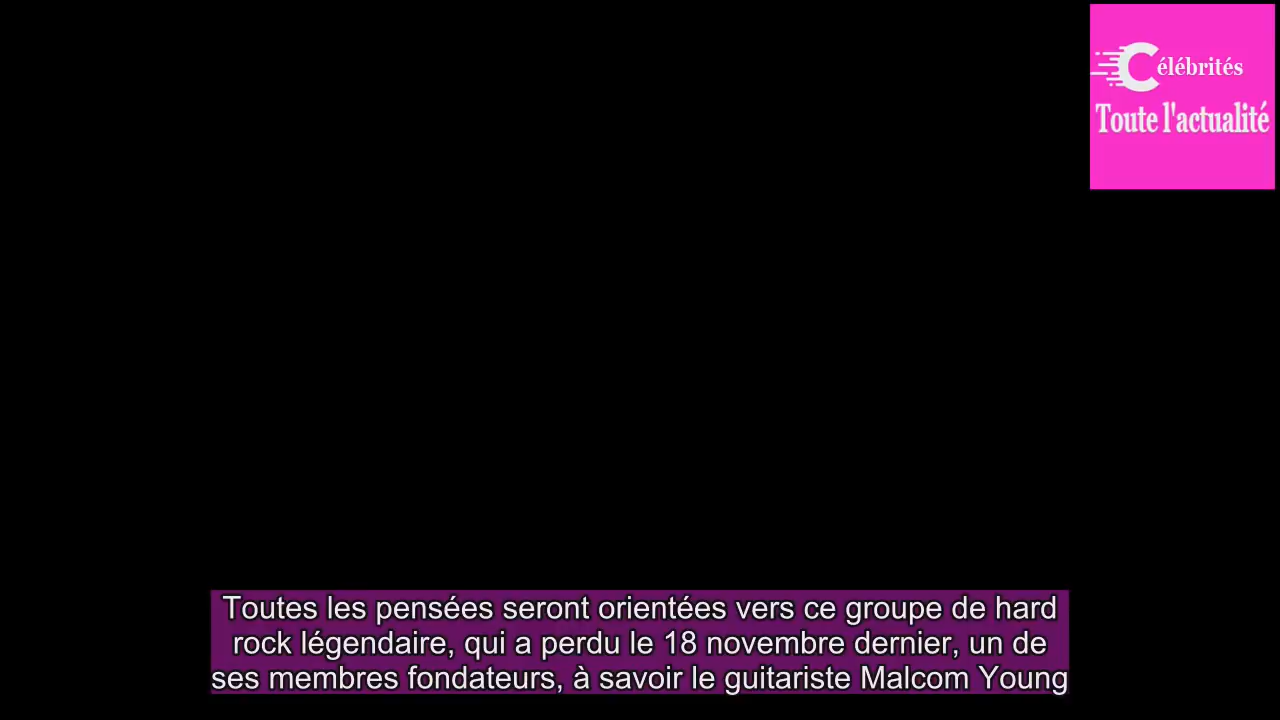 Célébrités
Toute l'actualité
Toutes les pensées seront orientées vers ce groupe de hard
rock légendaire, qui a perdu le 18 novembre dernier, un de
ses membres fondateurs, à savoir le guitariste Malcom Young